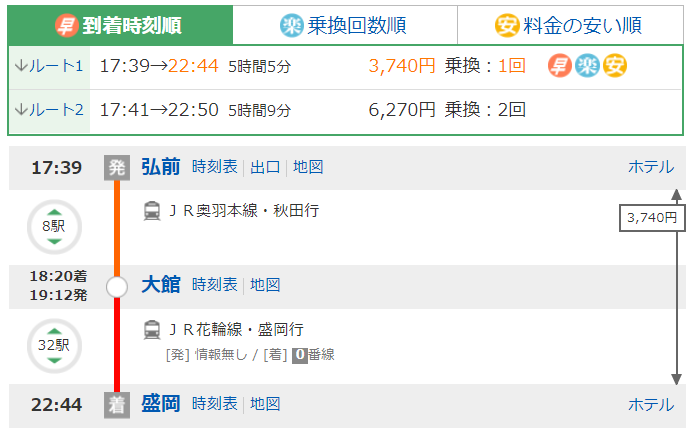 早 到着時刻順 楽 乗換回数順 安 料金の安い順
↓ルート1 17:39→22:44 5時間5分 3,740円 乗換：1回 早 楽 安
↓ルート2 17:41→22:50 5時間9分 6,270円 乗換：2回
17:39 発 弘前 時刻表 出口 地図 ホテル
ＪＲ奥羽本線・秋田行
8駅
3,740円
18:20着
19:12発
大館 時刻表 地図
ＪＲ花輪線・盛岡行
32駅
[発] 情報無し / [着] 0番線
22:44 着 盛岡 時刻表 地図 ホテル